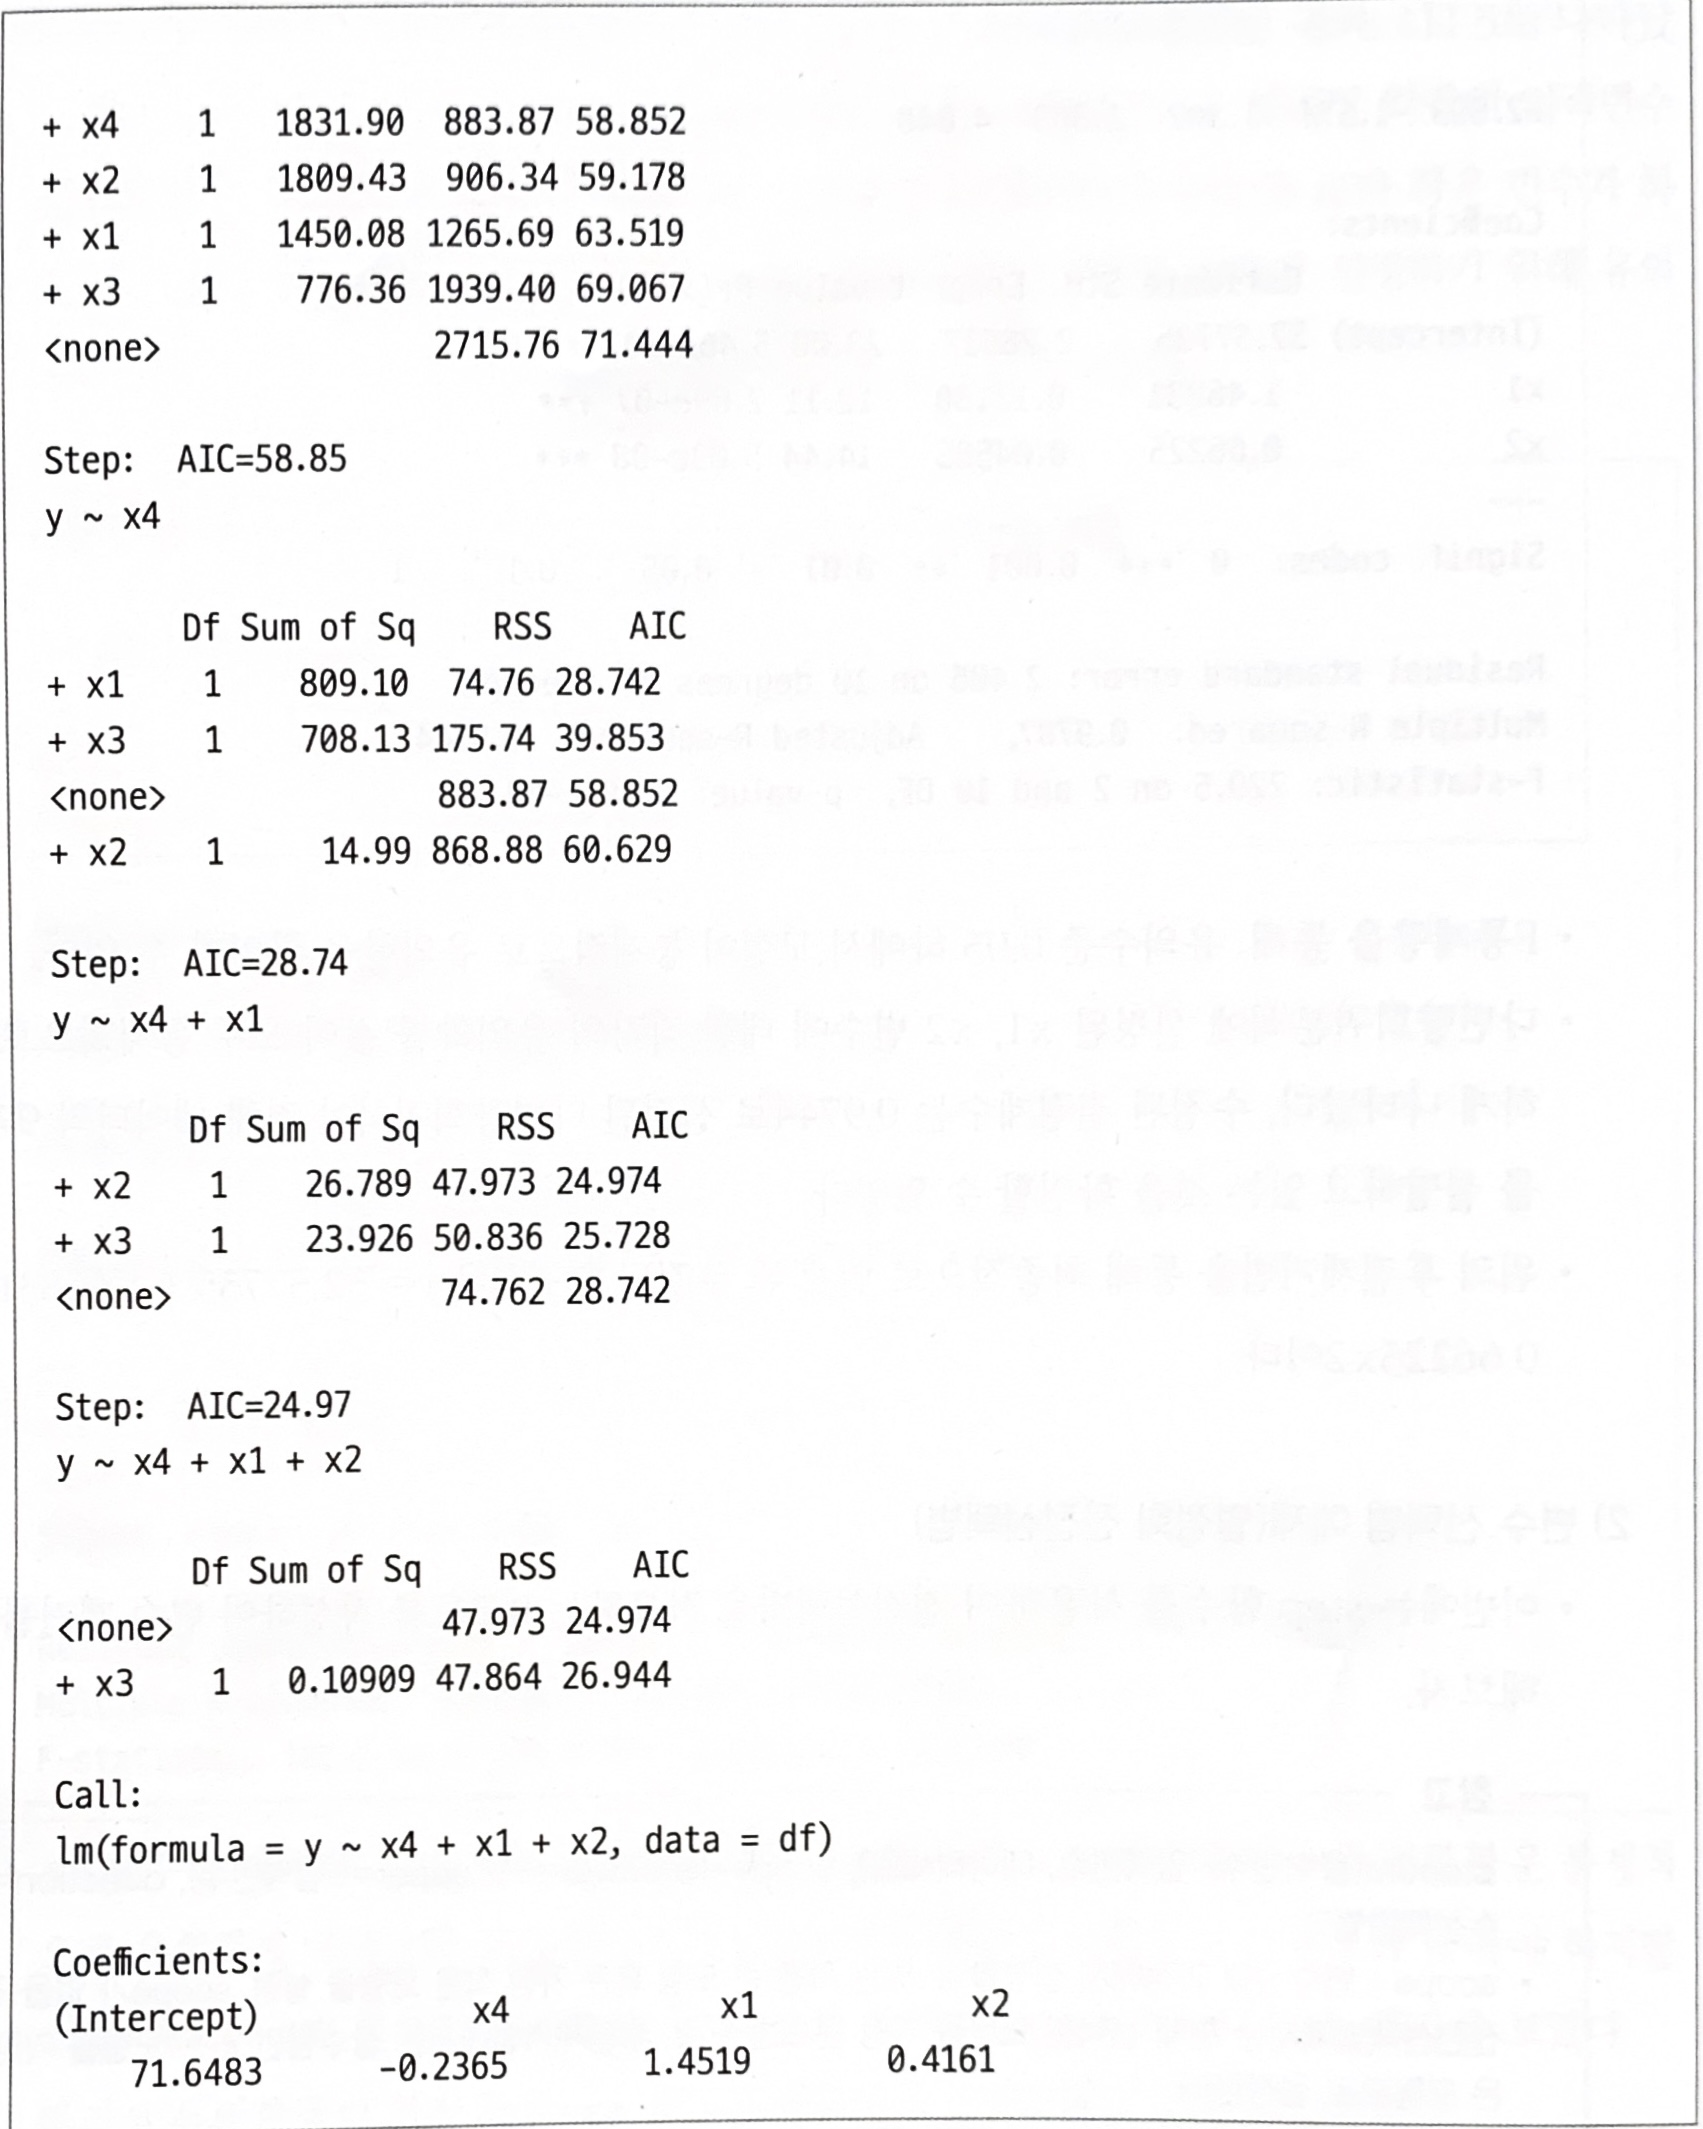 + x4 1 1831.90 883.87 58.852
+ x2 1 1809.43 906.34 59.178
+ x1 1 1450.08 1265.69 63.519
+ x3 1 776.36 1939.40 69.067
<none> 2715.76 71.444
Step: AIC=58.85
y ~ x4
Df Sum of Sq RSS AIC
+ x1 1 809.10 74.76 28.742
+ x3 1 708.13 175.74 39.853
<none> 883.87 58.852
+ x2 1 14.99 868.88 60.629
Step: AIC=28.74
y ~ x4 + x1
Df Sum of Sq RSS AIC
+ x2 1 26.789 47.973 24.974
+ x3 1 23.926 50.836 25.728
<none> 74.762 28.742
Step: AIC=24.97
y ~ x4 + x1 + x2
Df Sum of Sq RSS AIC
<none> 47.973 24.974
+ x3 1 0.10909 47.864 26.944
Call:
lm(formula = y ~ x4 + x1 + x2, data = df)
Coefficients:
(Intercept) x4 x1 x2
71.6483 -0.2365 1.4519 0.4161